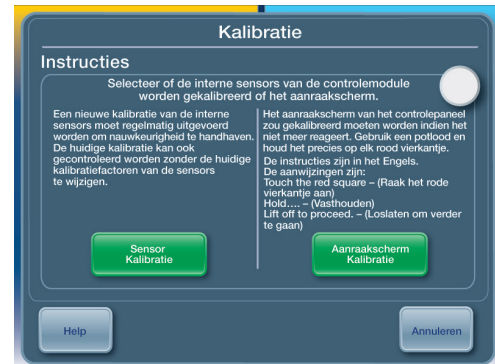 Kalibratie
Instructies
Selecteer of de interne sensors van de controlemodule
worden gekalibreerd of het aanraakscherm.
Een nieuwe kalibratie van de interne
sensors moet regelmatig uitgevoerd
worden om nauwkeurigheid te handhaven.
De huidige kalibratie kan ook
gecontroleerd worden zonder de huidige
kalibratiefactoren van de sensors
te wijzigen.
Het aanraakscherm van het controlepaneel
zou gekalibreerd moeten worden indien het
niet meer reageert. Gebruik een potlood en
houd het precies op elk rood vierkantje.
De instructies zijn in het Engels.
De aanwijzingen zijn:
Touch the red square – (Raak het rode
vierkantje aan)
Hold.... – (Vasthouden)
Lift off to proceed. – (Loslaten om verder
te gaan)
Sensor
Kalibratie
Aanraakscherm
Kalibratie
Help
Annuleren